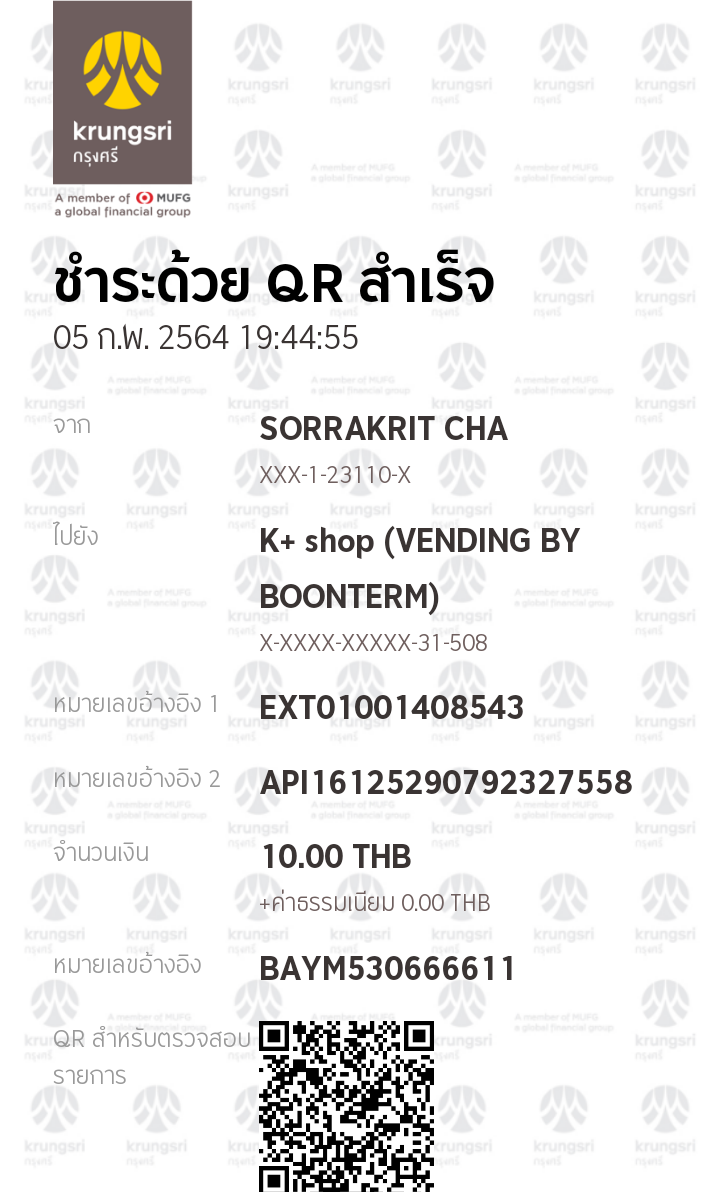 krungsri
กรุงศรี
A member of MUFG
a global financial group
ชำระด้วย QR สำเร็จ
05 ก.พ. 2564 19:44:55
จาก SORRAKRIT CHA
XXX-1-23110-X
ไปยัง K+ shop (VENDING BY
BOONTERM)
X-XXXX-XXXXX-31-508
หมายเลขอ้างอิง 1 EXT01001408543
หมายเลขอ้างอิง 2 API16125290792327558
จำนวนเงิน 10.00 THB
+ค่าธรรมเนียม 0.00 THB
หมายเลขอ้างอิง BAYM530666611
QR สำหรับตรวจสอบ
รายการ